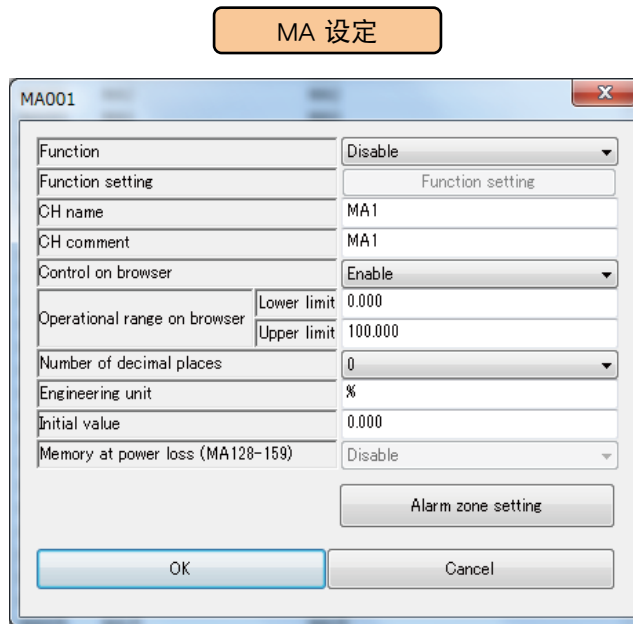 MA 设定
MA001
Function Disable
Function setting Function setting
CH name MA1
CH comment MA1
Control on browser Enable
Operational range on browser Lower limit 0.000
Upper limit 100.000
Number of decimal places 0
Engineering unit %
Initial value 0.000
Memory at power loss (MA128-159) Disable
Alarm zone setting
OK Cancel